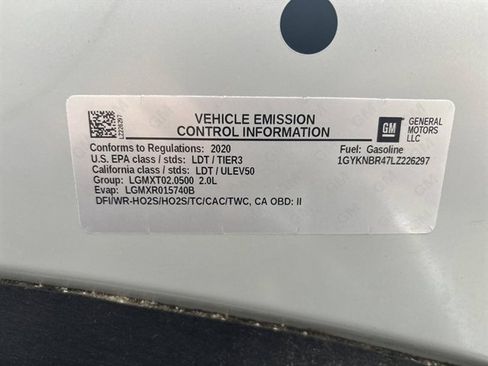 LZ226297
VEHICLE EMISSION
CONTROL INFORMATION
GM
GENERAL
MOTORS
LLC
Conforms to Regulations: 2020
Fuel: Gasoline
U.S. EPA class / stds: LDT / TIER3
1GYKNBR47LZ226297
California class / stds: LDT / ULEV50
Group: LGMXT02.0500 2.0L
Evap: LGMXR015740B
DFI/WR-HO2S/HO2S/TC/CAC/TWC, CA OBD: II